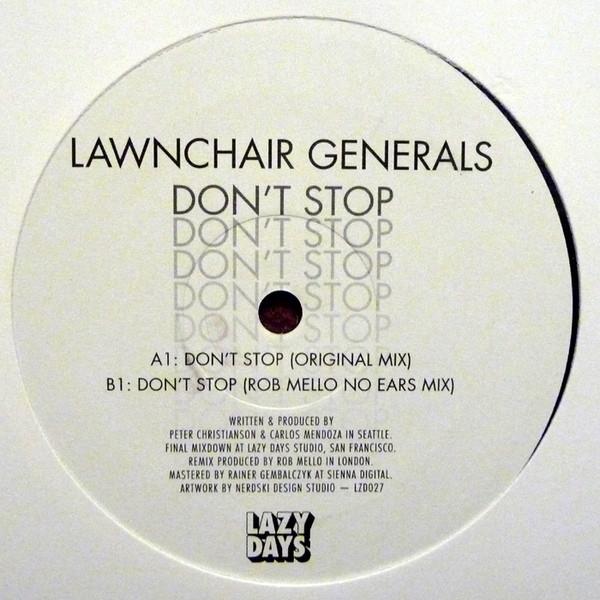 LAWNCHAIR GENERALS
DON'T STOP
DON'T STOP
DON'T STOP
DON'T STOP
DON'T STOP
A1: DON'T STOP (ORIGINAL MIX)
B1: DON'T STOP (ROB MELLO NO EARS MIX)
WRITTEN & PRODUCED BY
PETER CHRISTIANSON & CARLOS MENDOZA IN SEATTLE.
FINAL MIXDOWN AT LAZY DAYS STUDIO, SAN FRANCISCO.
REMIX PRODUCED BY ROB MELLO IN LONDON.
MASTERED BY RAINER GEMBALCZYK AT SIENNA DIGITAL.
ARTWORK BY NERDSKI DESIGN STUDIO — LZD027
LAZY
DAYS